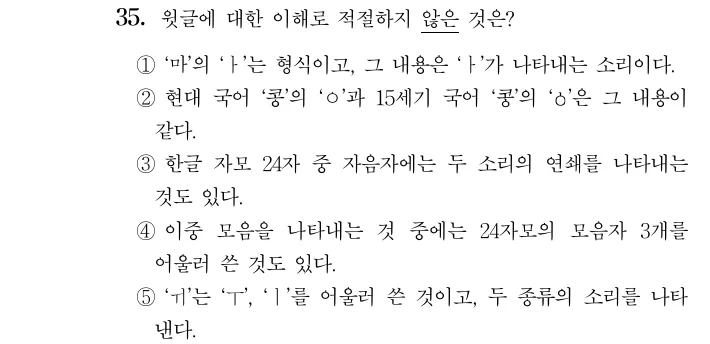 35. 윗글에 대한 이해로 적절하지 않은 것은?
① ‘마’의 ‘ㅏ’는 형식이고, 그 내용은 ‘ㅏ’가 나타내는 소리이다.
② 현대 국어 ‘콩’의 ‘ㅇ’과 15세기 국어 ‘콩’의 ‘ㆁ’은 그 내용이
같다.
③ 한글 자모 24자 중 자음자에는 두 소리의 연쇄를 나타내는
것도 있다.
④ 이중 모음을 나타내는 것 중에는 24자모의 모음자 3개를
어울러 쓴 것도 있다.
⑤ ‘ㅟ’는 ‘ㅜ’, ‘ㅣ’를 어울러 쓴 것이고, 두 종류의 소리를 나타
낸다.